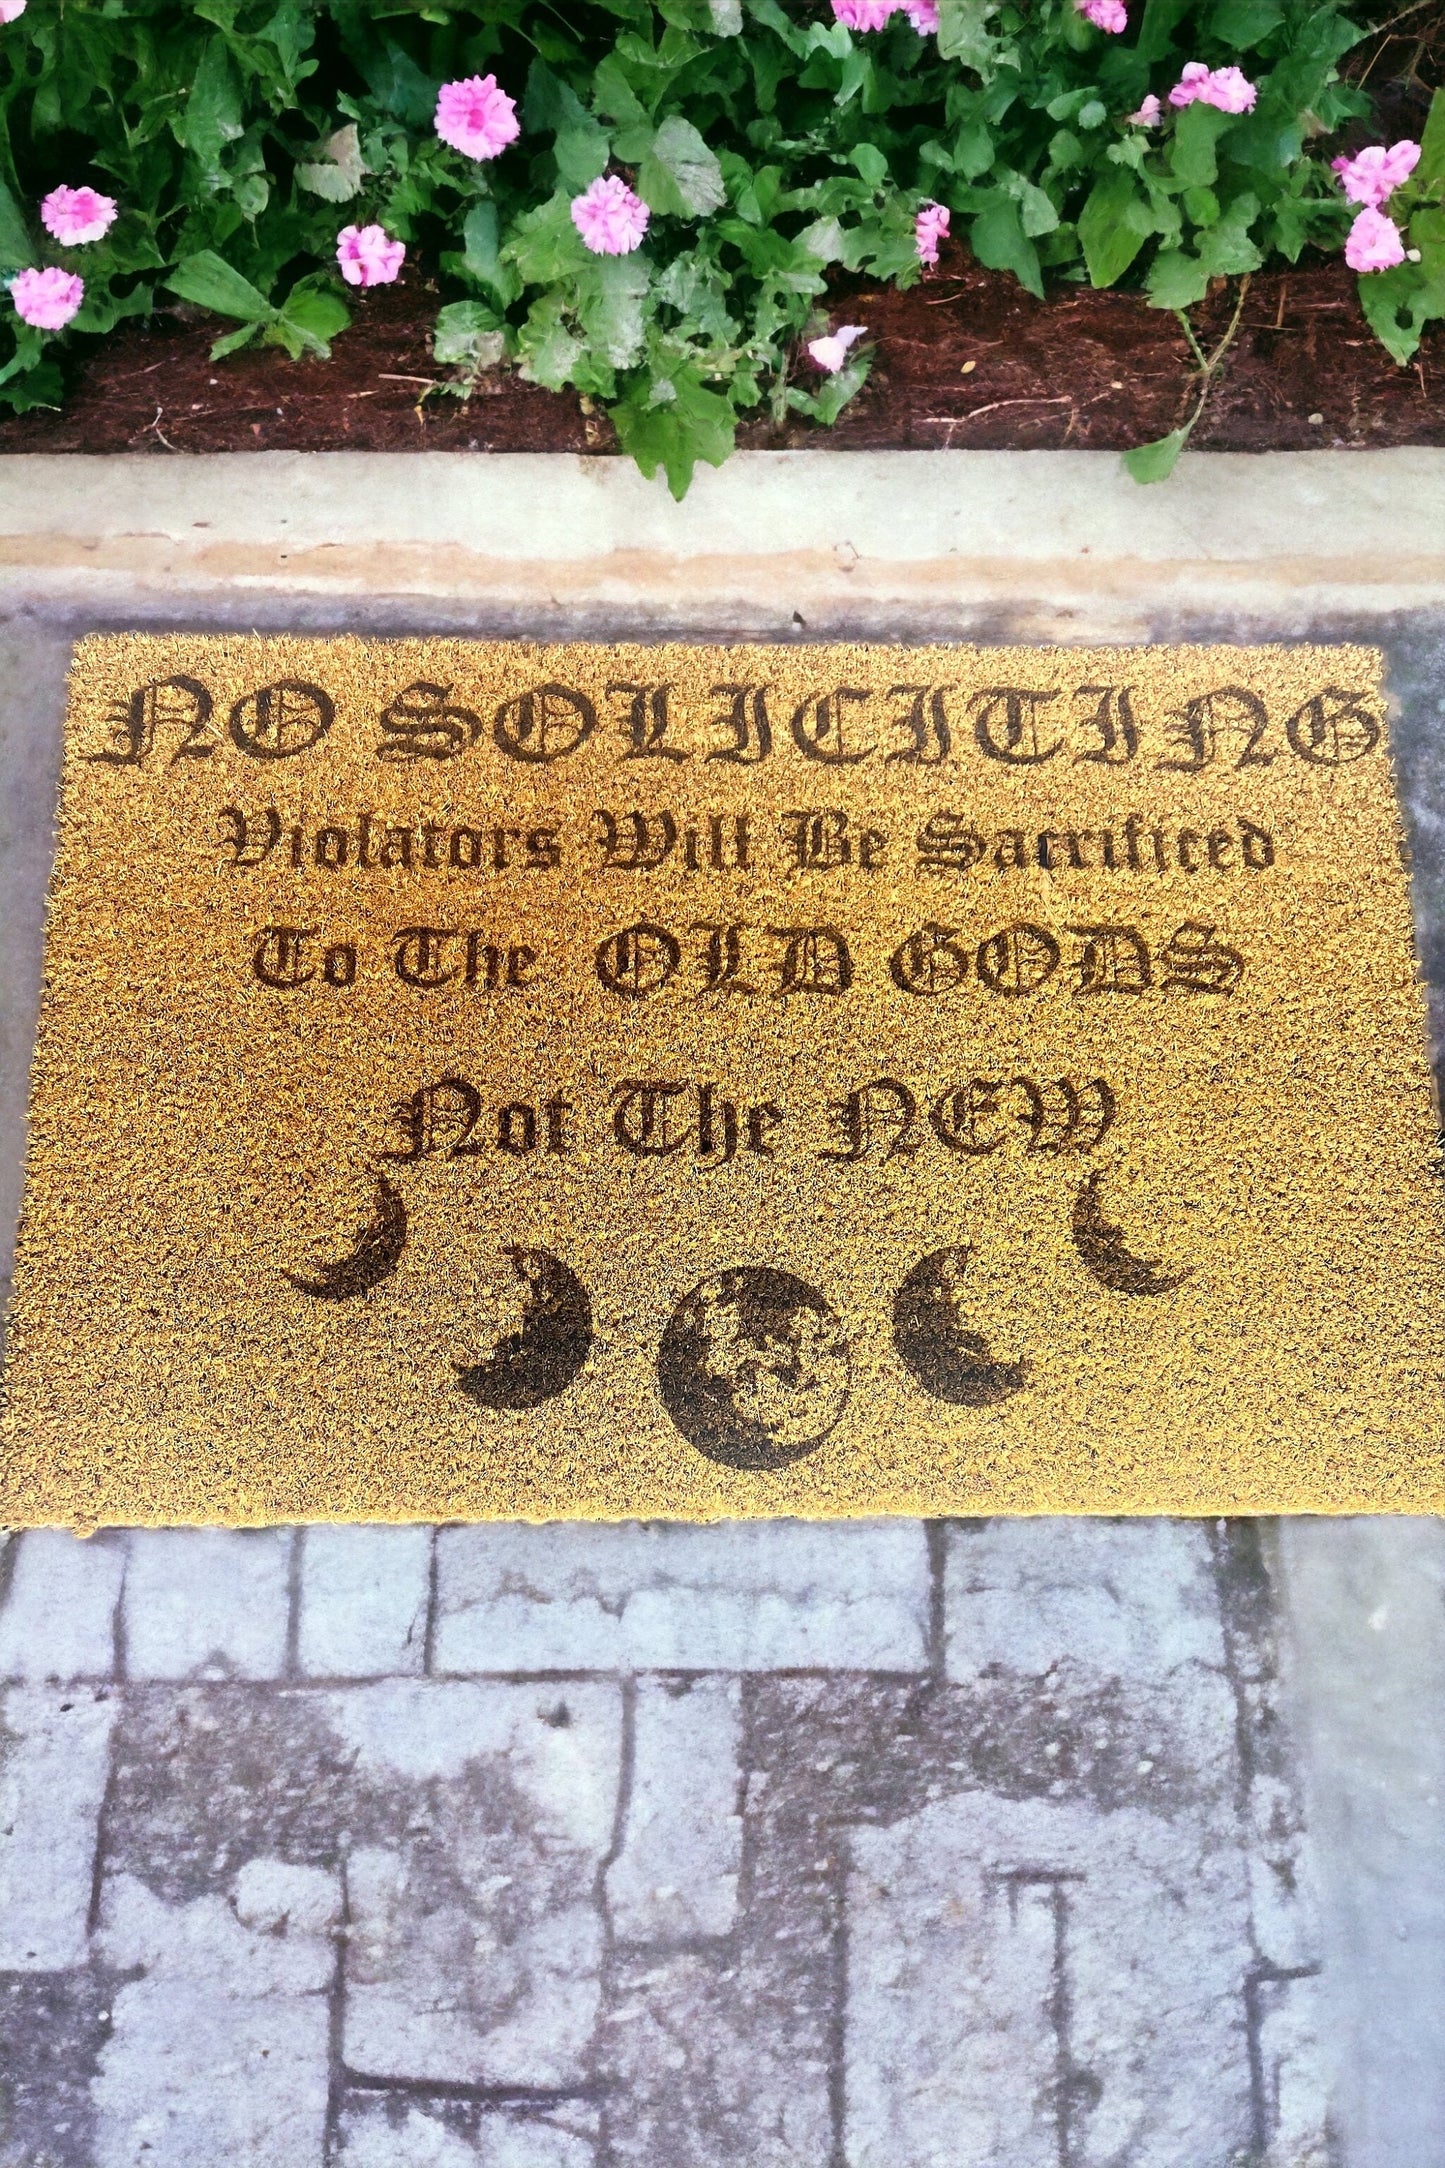 NO SOLICITING
Violators Will Be Sacrificed
To The OLD GODS
Not The NEW